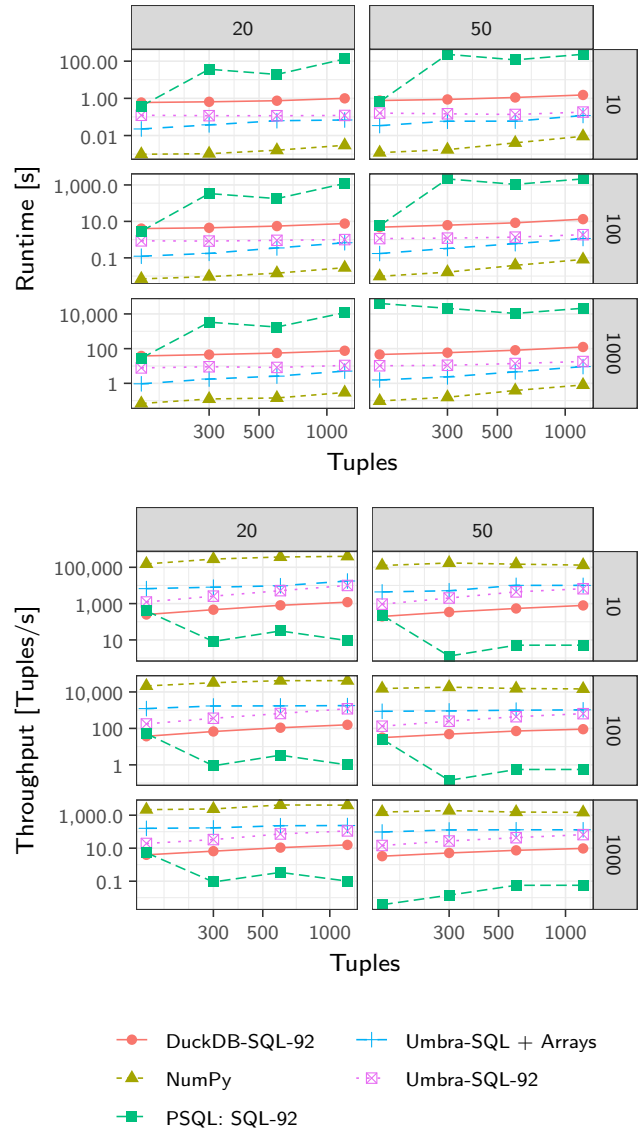 20 50
100.00
1.00
0.01
10
1,000.0
10.0
0.1
100
10,000
100
1
1000
300 500 1000 300 500 1000
Tuples
Runtime [s]
20 50
100,000
1,000
10
10
10,000
100
1
100
1,000.0
10.0
0.1
1000
300 500 1000 300 500 1000
Tuples
Throughput [Tuples/s]
DuckDB-SQL-92 Umbra-SQL + Arrays
NumPy Umbra-SQL-92
PSQL: SQL-92